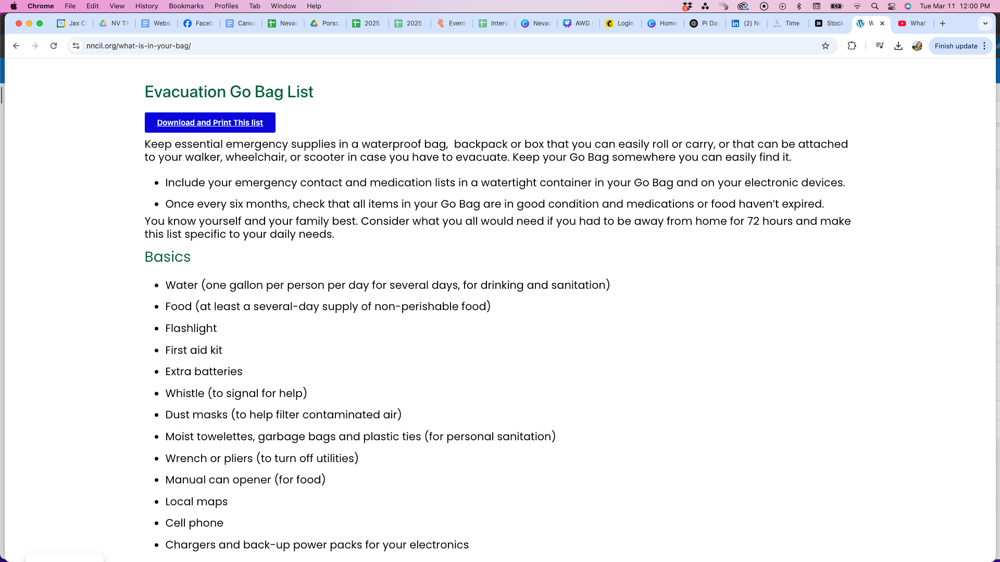 Chrome File Edit View History Bookmarks Profiles Tab Window Help 3 Tue Mar 11 12:00 PM
11 Jax C NV TR Webs Faceb Canva Nevac Porsc 2025 2025 Event Intervi Nevac AWG Login Home Pi Da (2) N Time Stock W What'
nncil.org/what-is-in-your-bag/ Finish update
Evacuation Go Bag List
Download and Print This list
Keep essential emergency supplies in a waterproof bag,  backpack or box that you can easily roll or carry, or that can be attached
to your walker, wheelchair, or scooter in case you have to evacuate. Keep your Go Bag somewhere you can easily find it.
• Include your emergency contact and medication lists in a watertight container in your Go Bag and on your electronic devices.
• Once every six months, check that all items in your Go Bag are in good condition and medications or food haven’t expired.
You know yourself and your family best. Consider what you all would need if you had to be away from home for 72 hours and make
this list specific to your daily needs.
Basics
• Water (one gallon per person per day for several days, for drinking and sanitation)
• Food (at least a several-day supply of non-perishable food)
• Flashlight
• First aid kit
• Extra batteries
• Whistle (to signal for help)
• Dust masks (to help filter contaminated air)
• Moist towelettes, garbage bags and plastic ties (for personal sanitation)
• Wrench or pliers (to turn off utilities)
• Manual can opener (for food)
• Local maps
• Cell phone
• Chargers and back-up power packs for your electronics